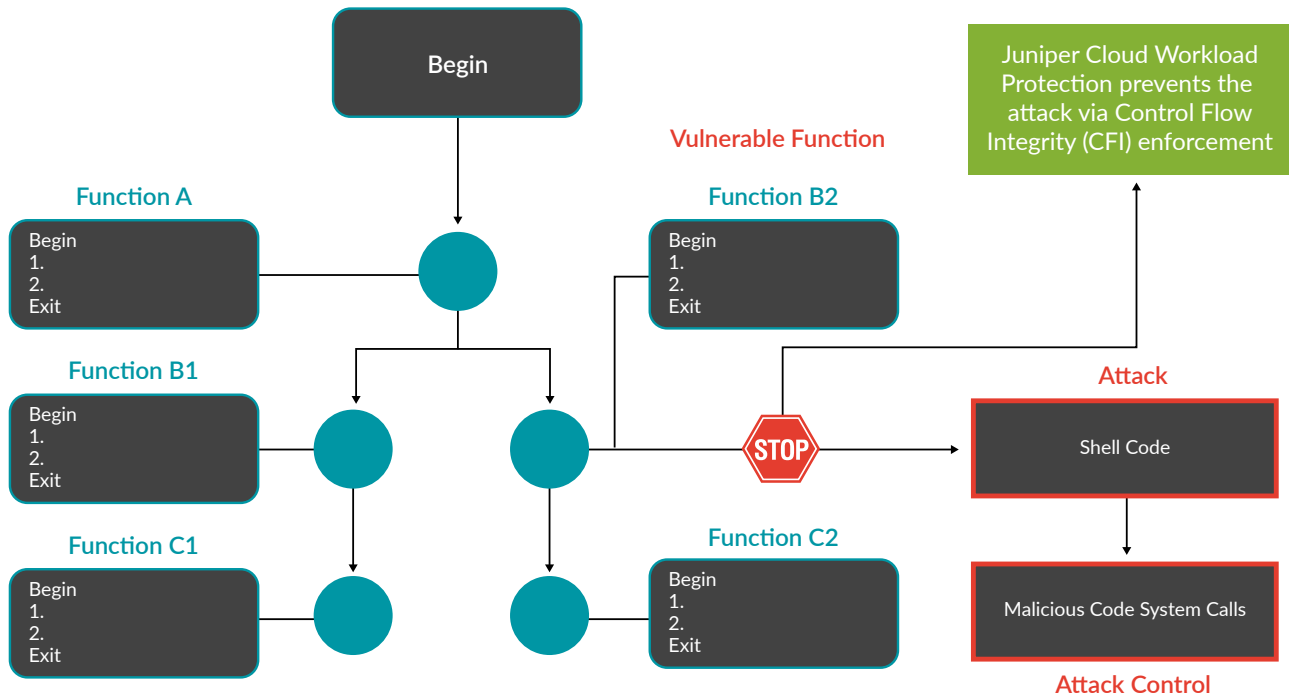 Begin
Juniper Cloud Workload
Protection prevents the
attack via Control Flow
Integrity (CFI) enforcement
Vulnerable Function
Function A
Begin
1.
2.
Exit
Function B2
Begin
1.
2.
Exit
Function B1
Begin
1.
2.
Exit
STOP
Attack
Shell Code
Function C1
Begin
1.
2.
Exit
Function C2
Begin
1.
2.
Exit
Malicious Code System Calls
Attack Control